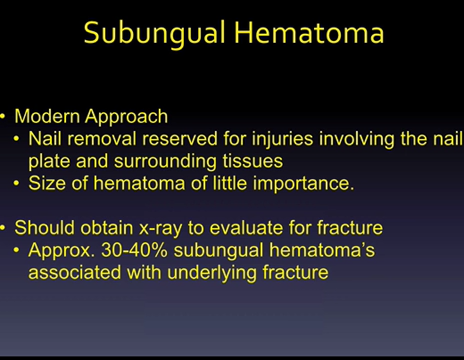 Subungual Hematoma
• Modern Approach
• Nail removal reserved for injuries involving the nail
plate and surrounding tissues
• Size of hematoma of little importance.
• Should obtain x-ray to evaluate for fracture
• Approx. 30-40% subungual hematoma's
associated with underlying fracture